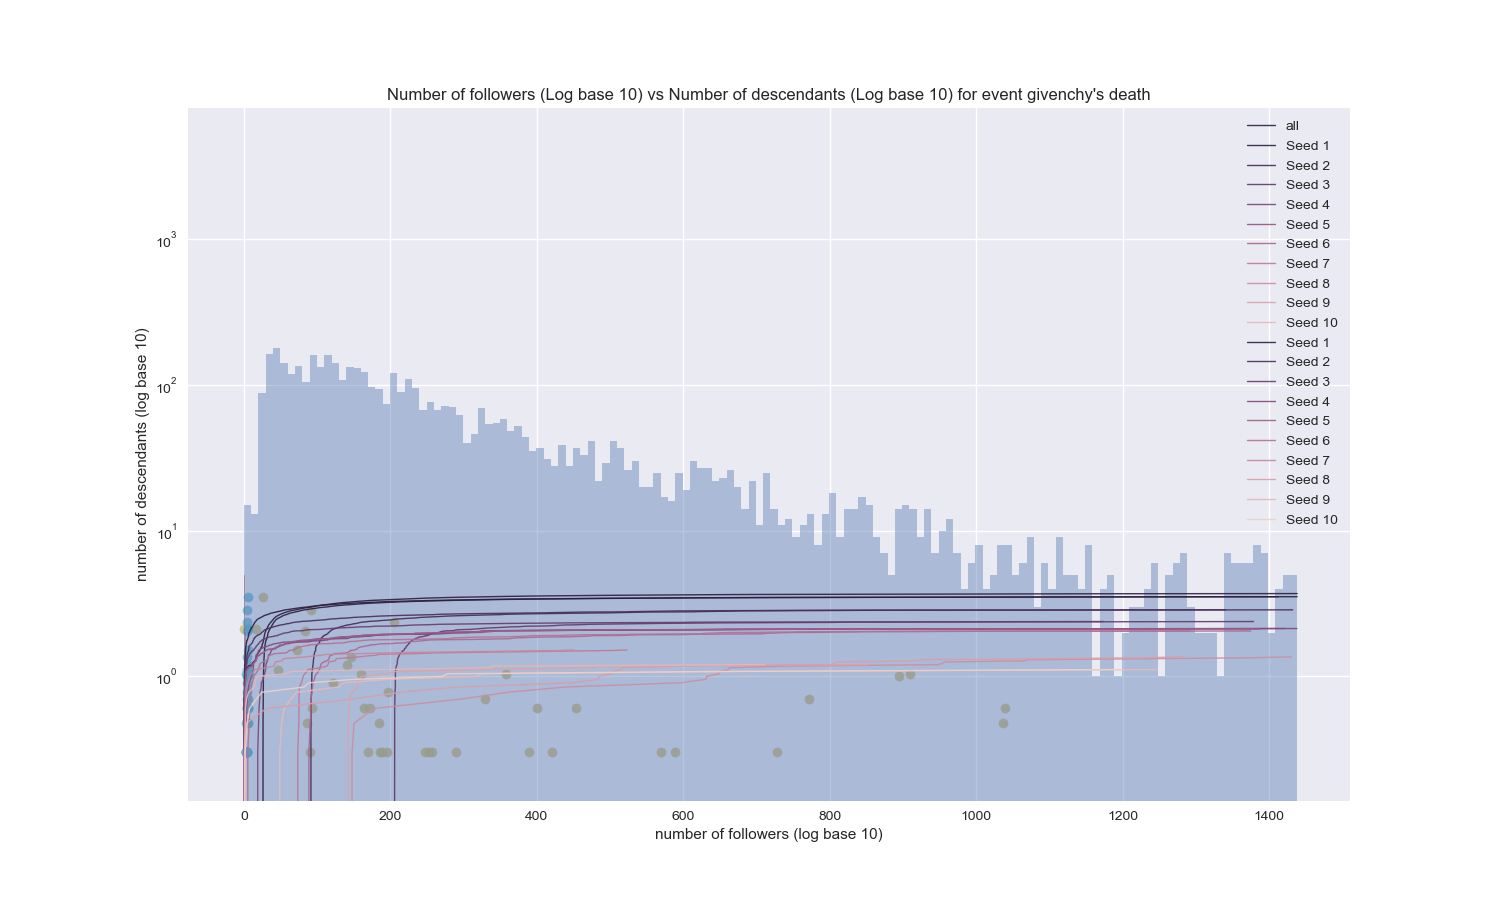 Number of followers (Log base 10) vs Number of descendants (Log base 10) for event givenchy's death
all
Seed 1
Seed 2
Seed 3
Seed 4
Seed 5
Seed 6
Seed 7
Seed 8
Seed 9
Seed 10
Seed 1
Seed 2
Seed 3
Seed 4
Seed 5
Seed 6
Seed 7
Seed 8
Seed 9
Seed 10
number of descendants (log base 10)
10³
10²
10¹
10⁰
0 200 400 600 800 1000 1200 1400
number of followers (log base 10)